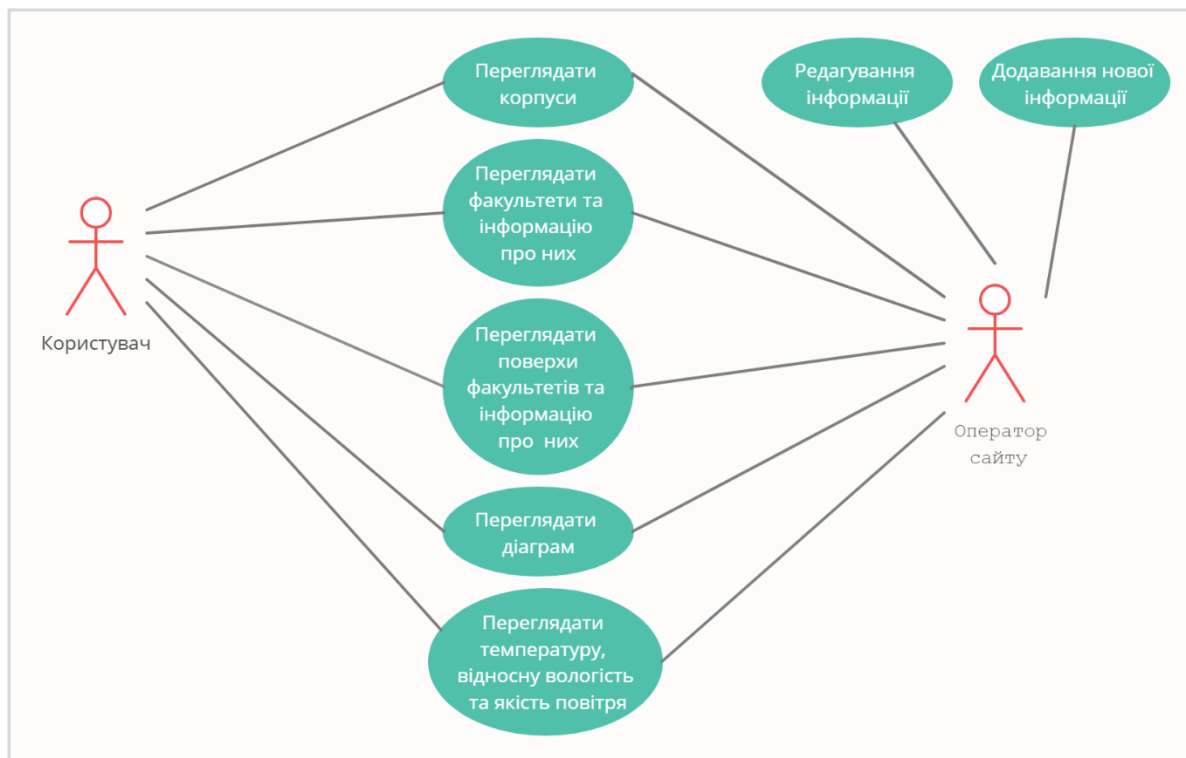 Переглядати
корпуси
Редагування
інформації
Додавання нової
інформації
Переглядати
факультети та
інформацію
про них
Користувач
Переглядати
поверхи
факультетів та
інформацію
про них
Оператор
сайту
Переглядати
діаграм
Переглядати
температуру,
відносну вологість
та якість повітря